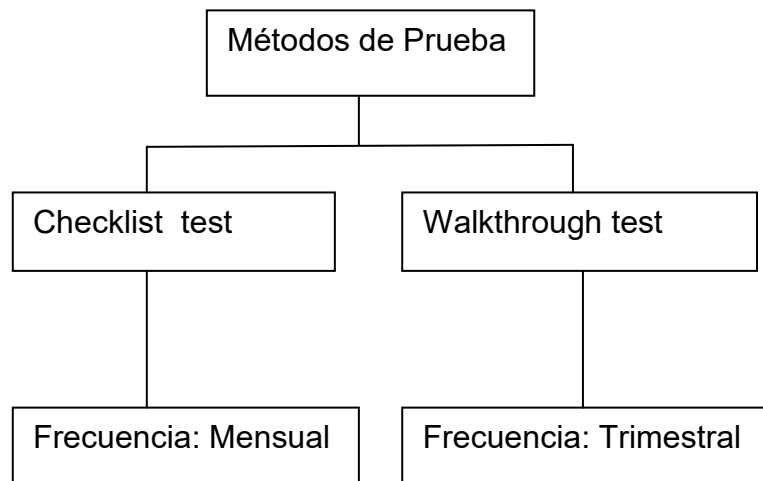 Métodos de Prueba
Checklist test
Walkthrough test
Frecuencia: Mensual
Frecuencia: Trimestral